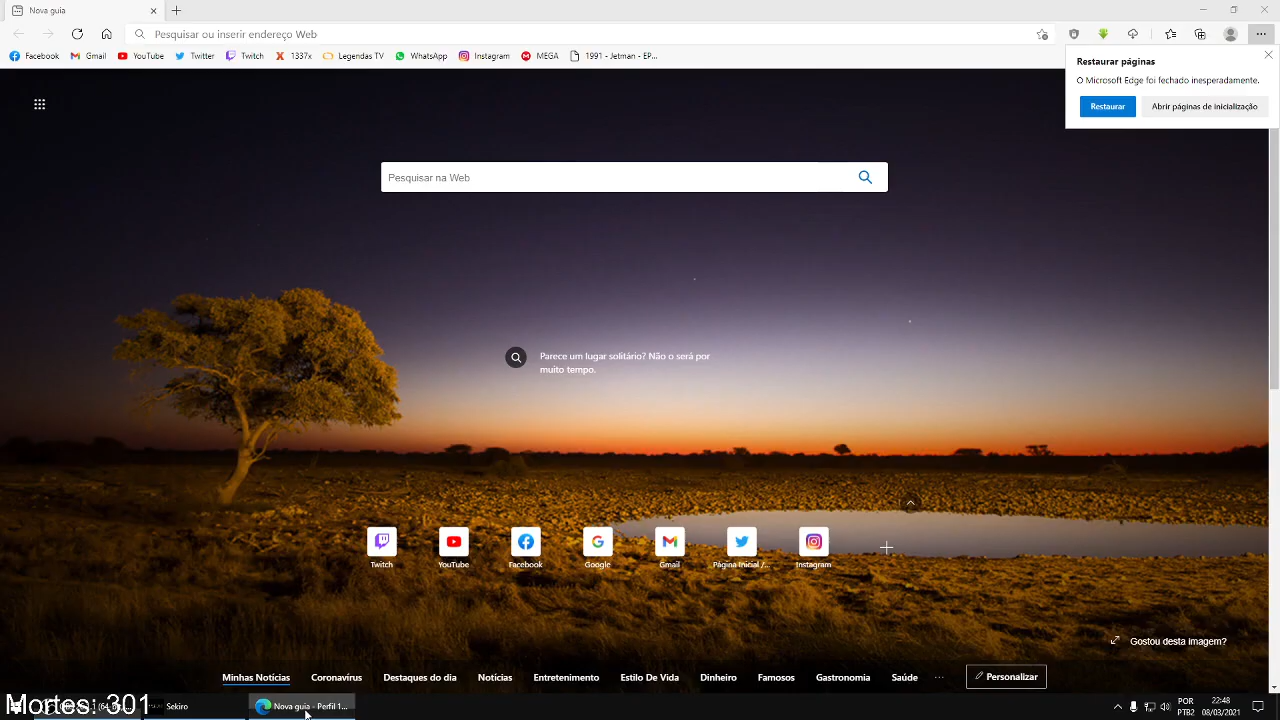 Nova guia
Pesquisar ou inserir endereço Web
Facebook
Gmail
YouTube
Twitter
Twitch
1337x
Legendas TV
WhatsApp
Instagram
MEGA
1991 - Jetman - EP...
Restaurar páginas
O Microsoft Edge foi fechado inesperadamente.
Restaurar
Abrir páginas de inicialização
Pesquisar na Web
Parece um lugar solitário? Não o será por
muito tempo.
Twitch
YouTube
Facebook
Google
Gmail
Página Inicial /...
Instagram
Gostou desta imagem?
Minhas Notícias
Coronavírus
Destaques do dia
Notícias
Entretenimento
Estilo De Vida
Dinheiro
Famosos
Gastronomia
Saúde
...
Personalizar
Mortes: 301
Sekiro
Nova guia - Perfil 1...
POR
PTB2
22:48
08/03/2021